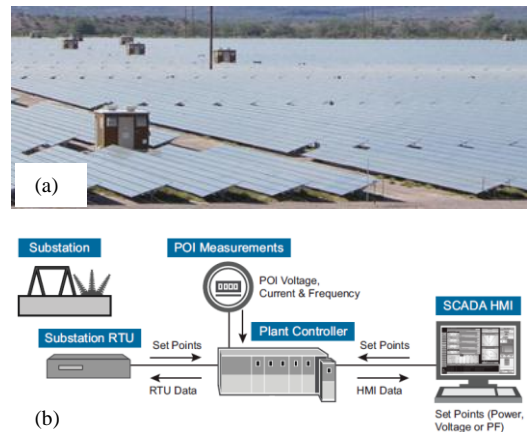 (a)
Substation
POI Measurements
POI Voltage,
Current & Frequency
SCADA HMI
Substation RTU
Set Points
Plant Controller
Set Points
RTU Data
HMI Data
Set Points (Power,
Voltage or PF)
(b)